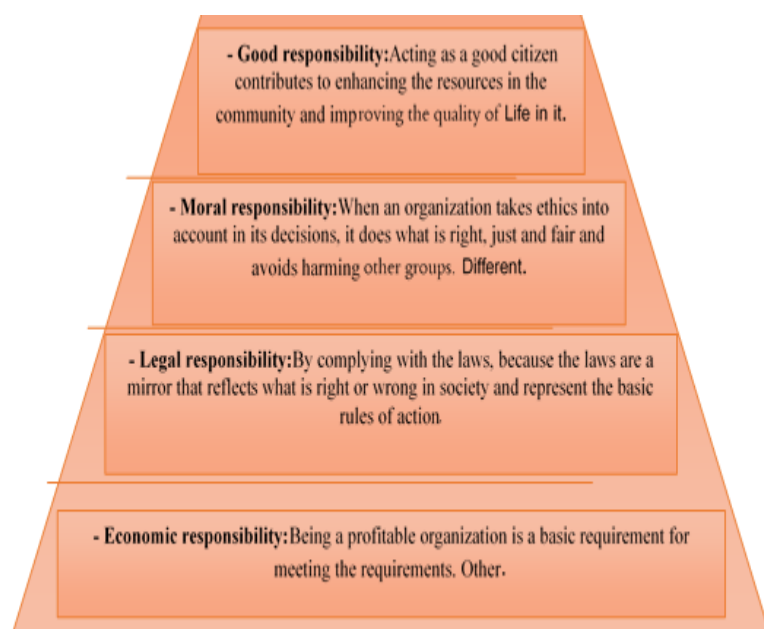 - Good responsibility:Acting as a good citizen
contributes to enhancing the resources in the
community and improving the quality of Life in it.
- Moral responsibility:When an organization takes ethics into
account in its decisions, it does what is right, just and fair and
avoids harming other groups. Different.
- Legal responsibility:By complying with the laws, because the laws are a
mirror that reflects what is right or wrong in society and represent the basic
rules of action.
- Economic responsibility:Being a profitable organization is a basic requirement for
meeting the requirements. Other.